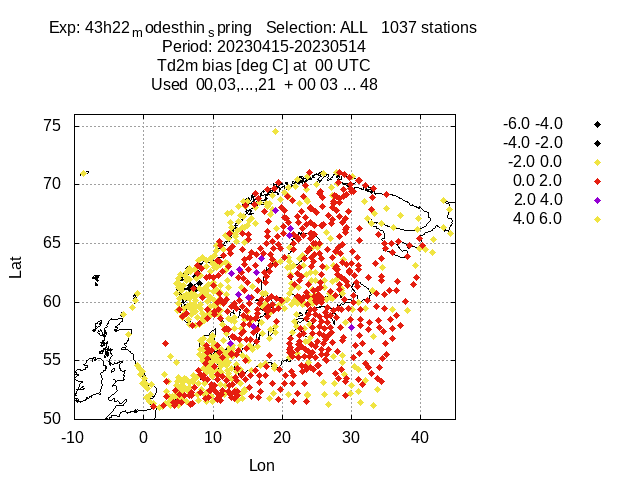 Exp: 43h22modesthinspring   Selection: ALL   1037 stations
Period: 20230415-20230514
Td2m bias [deg C] at  00 UTC
Used  00,03,...,21  + 00 03 ... 48
-6.0 -4.0
-4.0 -2.0
-2.0 0.0
0.0 2.0
2.0 4.0
4.0 6.0
75
70
65
60
55
50
Lat
-10 0 10 20 30 40
Lon